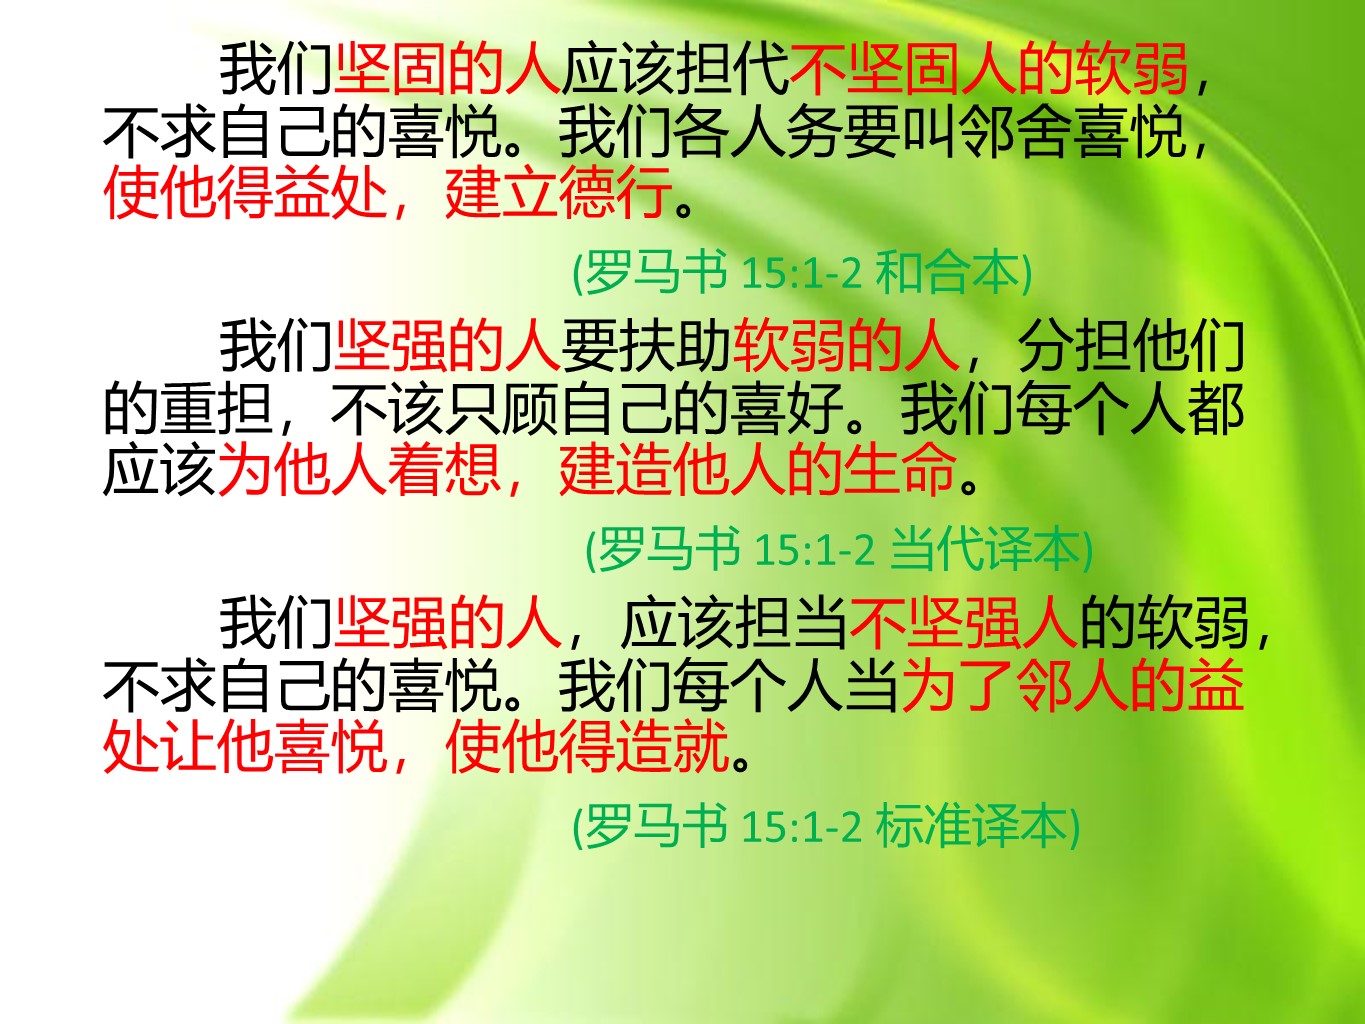 我们坚固的人应该担代不坚固人的软弱，
不求自己的喜悦。我们各人务要叫邻舍喜悦，
使他得益处，建立德行。
(罗马书 15:1-2 和合本)
我们坚强的人要扶助软弱的人，分担他们
的重担，不该只顾自己的喜好。我们每个人都
应该为他人着想，建造他人的生命。
(罗马书 15:1-2 当代译本)
我们坚强的人，应该担当不坚强人的软弱，
不求自己的喜悦。我们每个人当为了邻人的益
处让他喜悦，使他得造就。
(罗马书 15:1-2 标准译本)